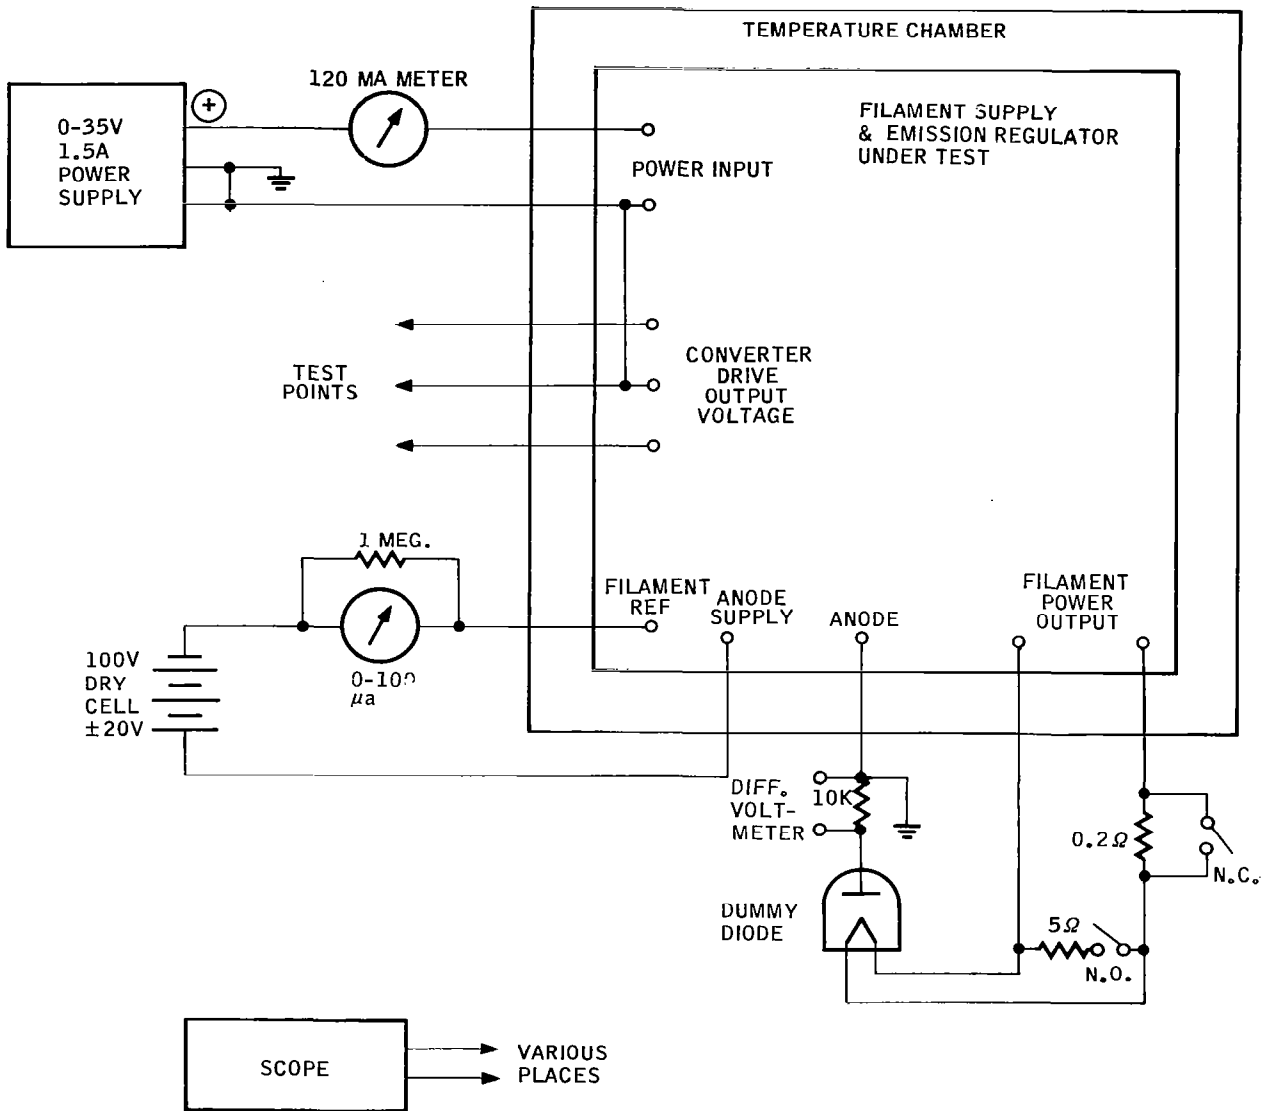 TEMPERATURE CHAMBER
120 MA METER
+
0-35V
1.5A
POWER
SUPPLY
FILAMENT SUPPLY
& EMISSION REGULATOR
UNDER TEST
POWER INPUT
TEST
POINTS
CONVERTER
DRIVE
OUTPUT
VOLTAGE
1 MEG.
0-100
μa
100V
DRY
CELL
±20V
FILAMENT
REF
ANODE
SUPPLY
ANODE
FILAMENT
POWER
OUTPUT
DIFF.
VOLT-
METER
10K
0.2Ω
N.C.
DUMMY
DIODE
5Ω
N.O.
SCOPE
VARIOUS
PLACES